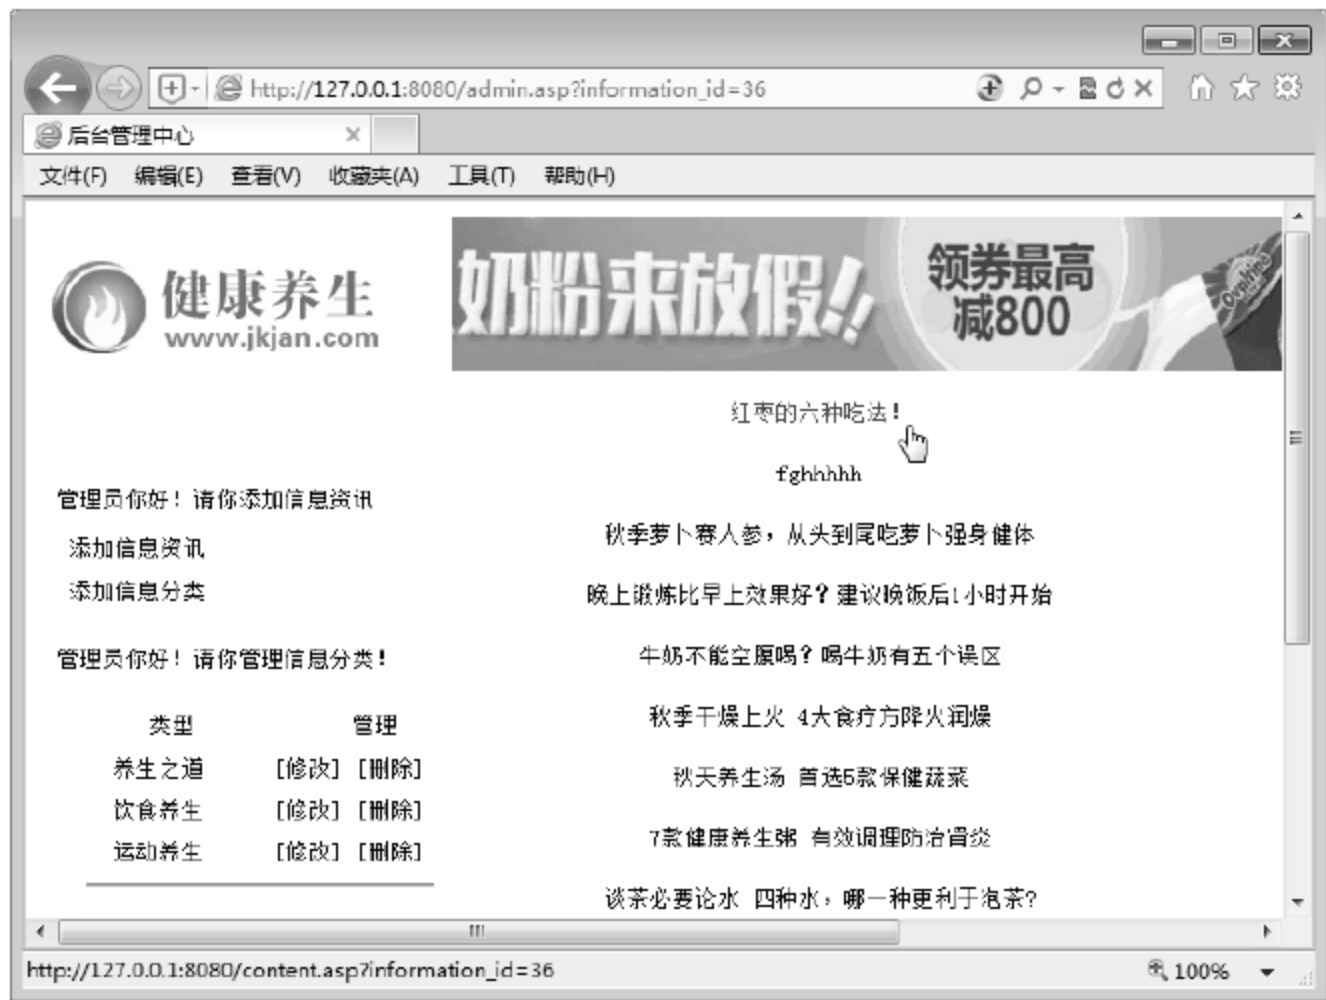 http://127.0.0.1:8080/admin.asp?information_id=36
后台管理中心
文件(F) 编辑(E) 查看(V) 收藏夹(A) 工具(T) 帮助(H)
健康养生
www.jkjan.com
奶粉来放假!!
领券最高
减800
红枣的六种吃法!
fghhhhh
管理员你好!请你添加信息资讯
秋季萝卜赛人参,从头到尾吃萝卜强身健体
添加信息资讯
添加信息分类
晚上锻炼比早上效果好?建议晚饭后1小时开始
管理员你好!请你管理信息分类!
牛奶不能空腹喝?喝牛奶有五个误区
类型 管理
秋季干燥上火 4大食疗方降火润燥
养生之道 [修改] [删除]
秋天养生汤 首选5款保健蔬菜
饮食养生 [修改] [删除]
7款健康养生粥 有效调理防治胃炎
运动养生 [修改] [删除]
谈茶必要论水 四种水,哪一种更利于泡茶?
http://127.0.0.1:8080/content.asp?information_id=36
100%